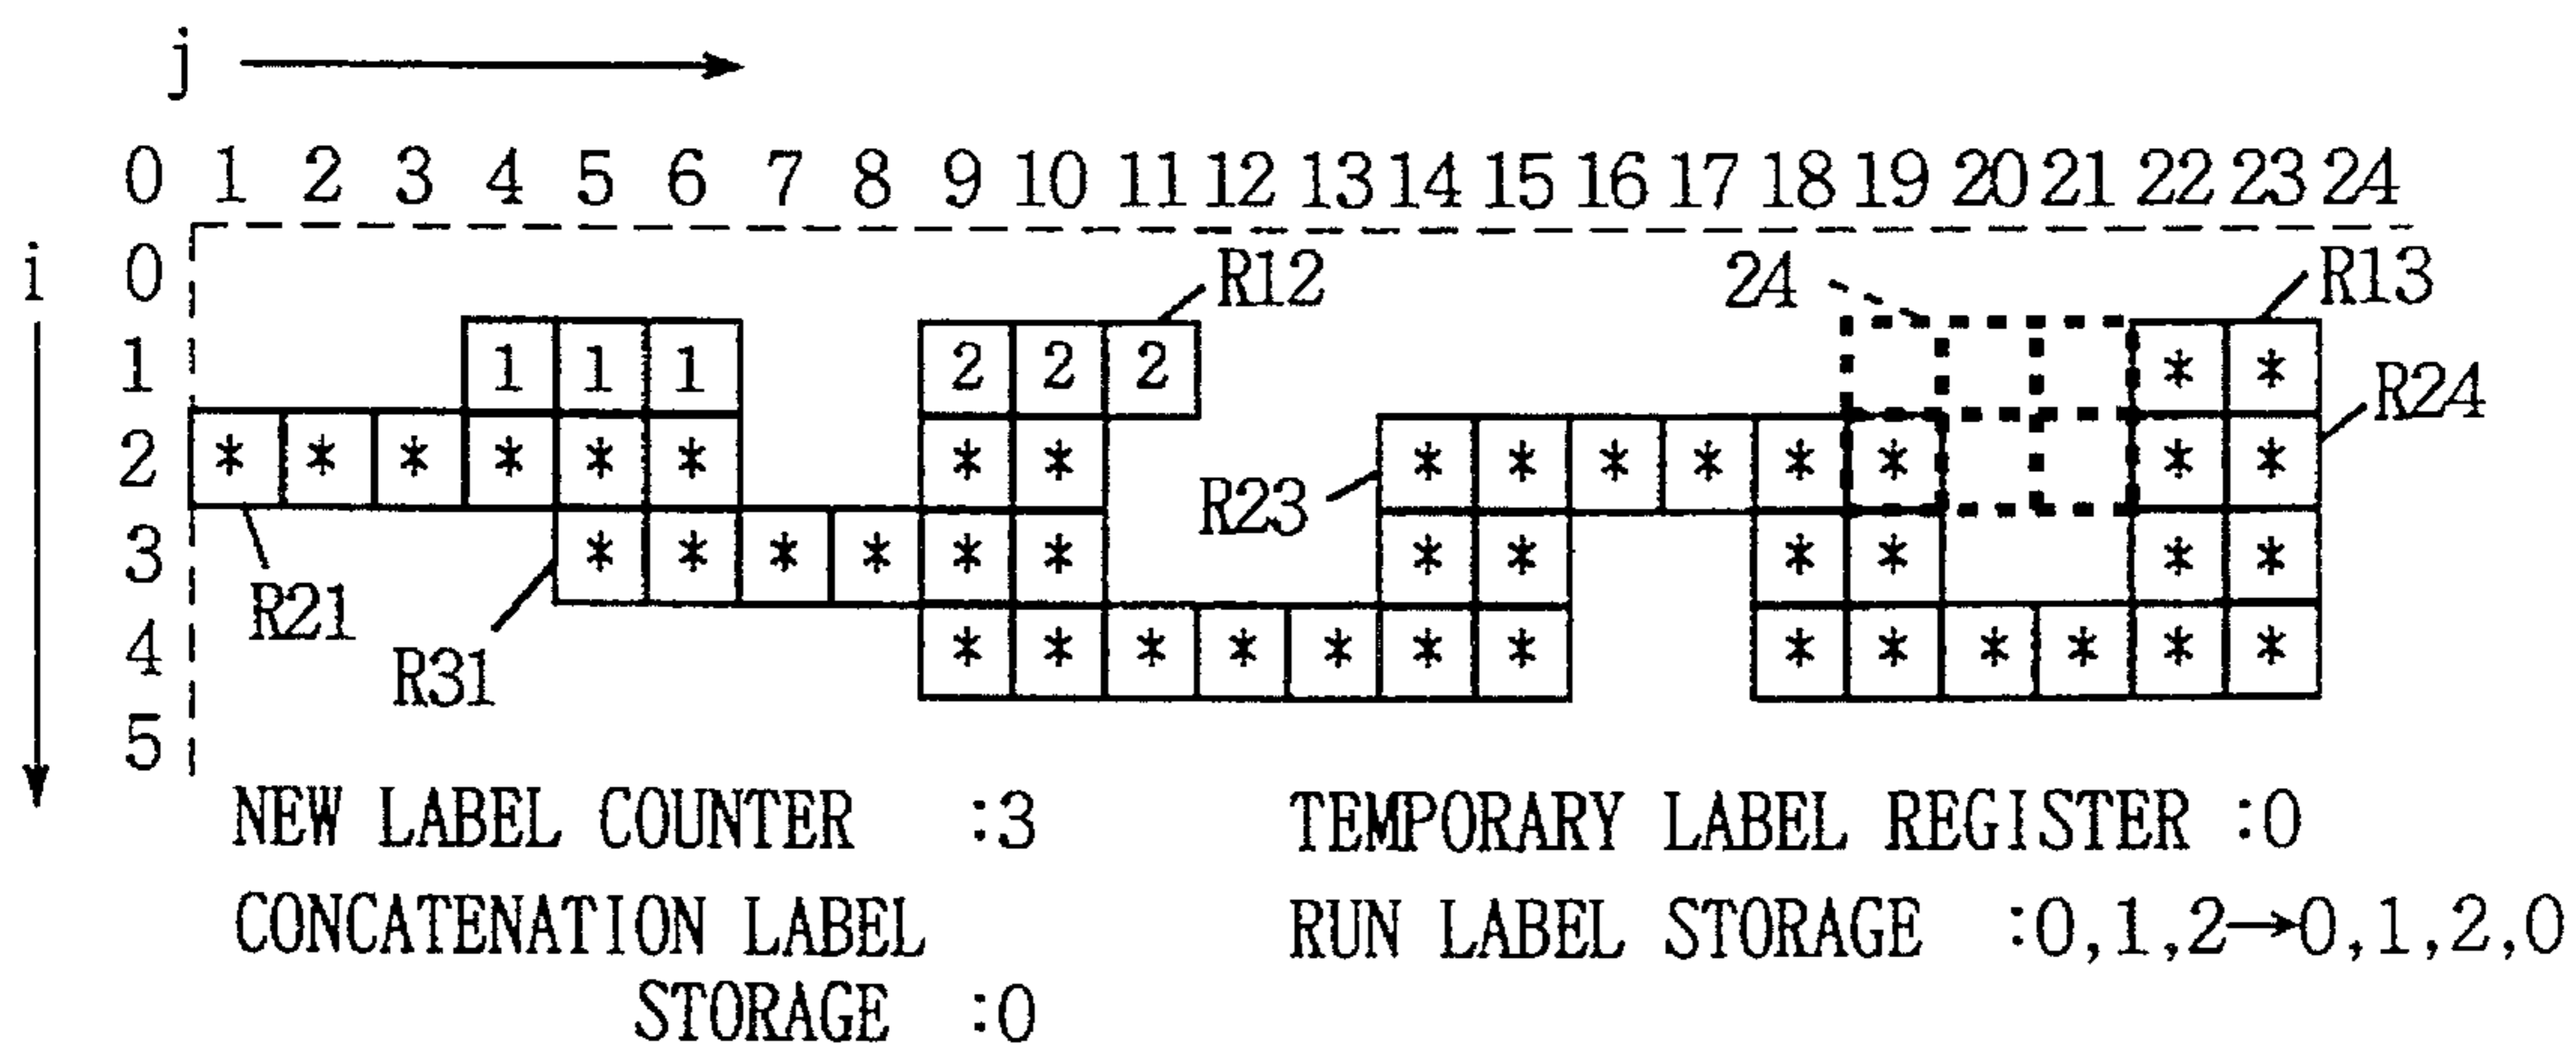 j
0 1 2 3 4 5 6 7 8 9 10 11 12 13 14 15 16 17 18 19 20 21 22 23 24
i 0 R12 24 R13
1 1 1 1 2 2 2 * * R24
2 * * * * * * * * * * * * * * * *
R23
3 * * * * * * * * * * * *
R21
4 * * * * * * * * * * * * *
R31
5
NEW LABEL COUNTER :3 TEMPORARY LABEL REGISTER :0
CONCATENATION LABEL RUN LABEL STORAGE :0,1,2→0,1,2,0
STORAGE :0